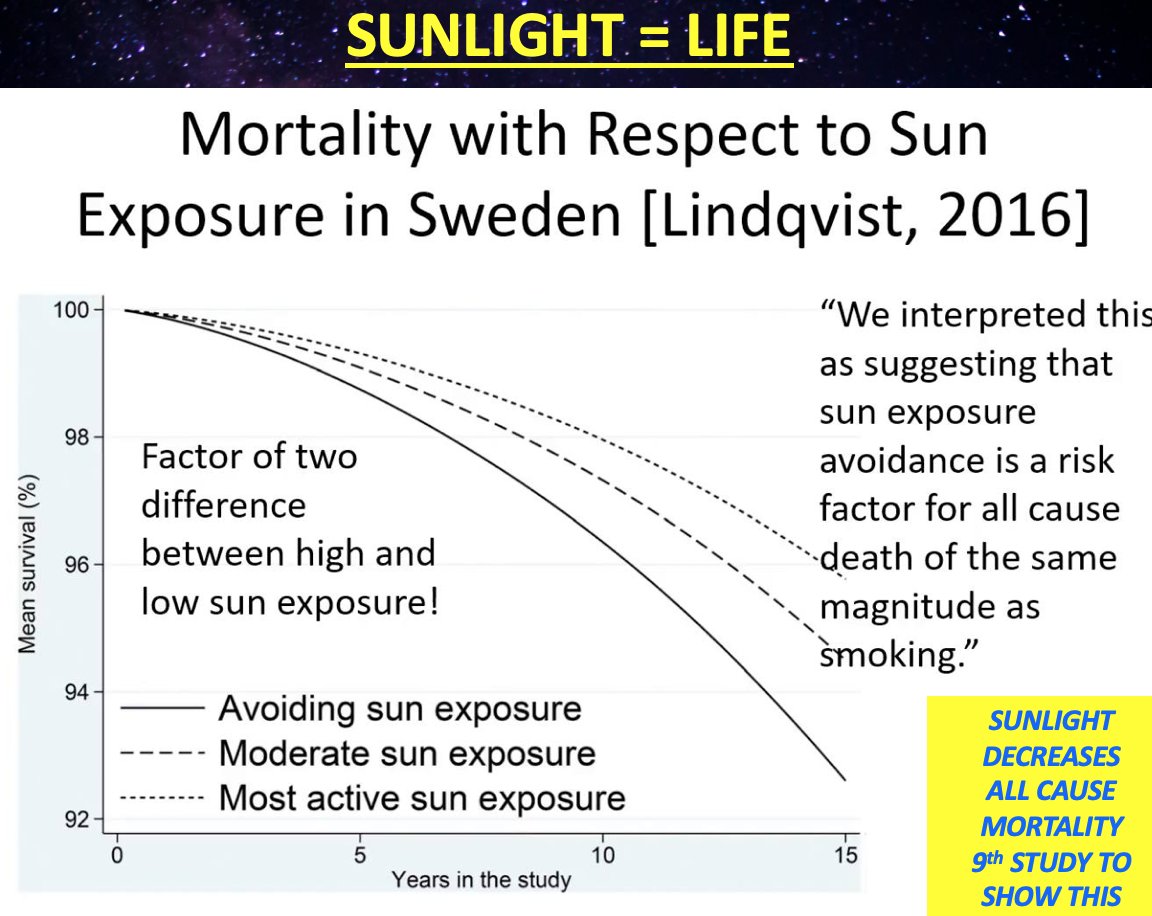 SUNLIGHT = LIFE
Mortality with Respect to Sun
Exposure in Sweden [Lindqvist, 2016]
100
98
96
94
92
Mean survival (%)
Factor of two
difference
between high and
low sun exposure!
Avoiding sun exposure
Moderate sun exposure
Most active sun exposure
0
5
10
15
Years in the study
“We interpreted this
as suggesting that
sun exposure
avoidance is a risk
factor for all cause
death of the same
magnitude as
smoking.”
SUNLIGHT
DECREASES
ALL CAUSE
MORTALITY
9th STUDY TO
SHOW THIS